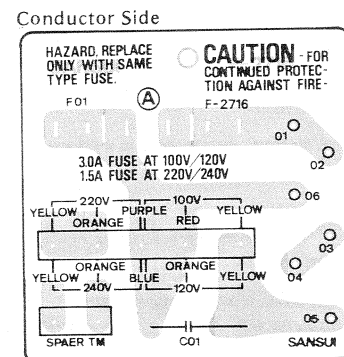 Conductor Side
HAZARD, REPLACE
ONLY WITH SAME
TYPE FUSE.
CAUTION - FOR
CONTINUED PROTEC-
TION AGAINST FIRE-
F01
A
F-2716
01
02
3.0A FUSE AT 100V/120V
1.5A FUSE AT 220V/240V
06
220V
100V
YELLOW
PURPLE
YELLOW
ORANGE
RED
03
ORANGE
ORANGE
YELLOW
BLUE
YELLOW
240V
120V
04
05
SPAER TM
C01
SANSUI